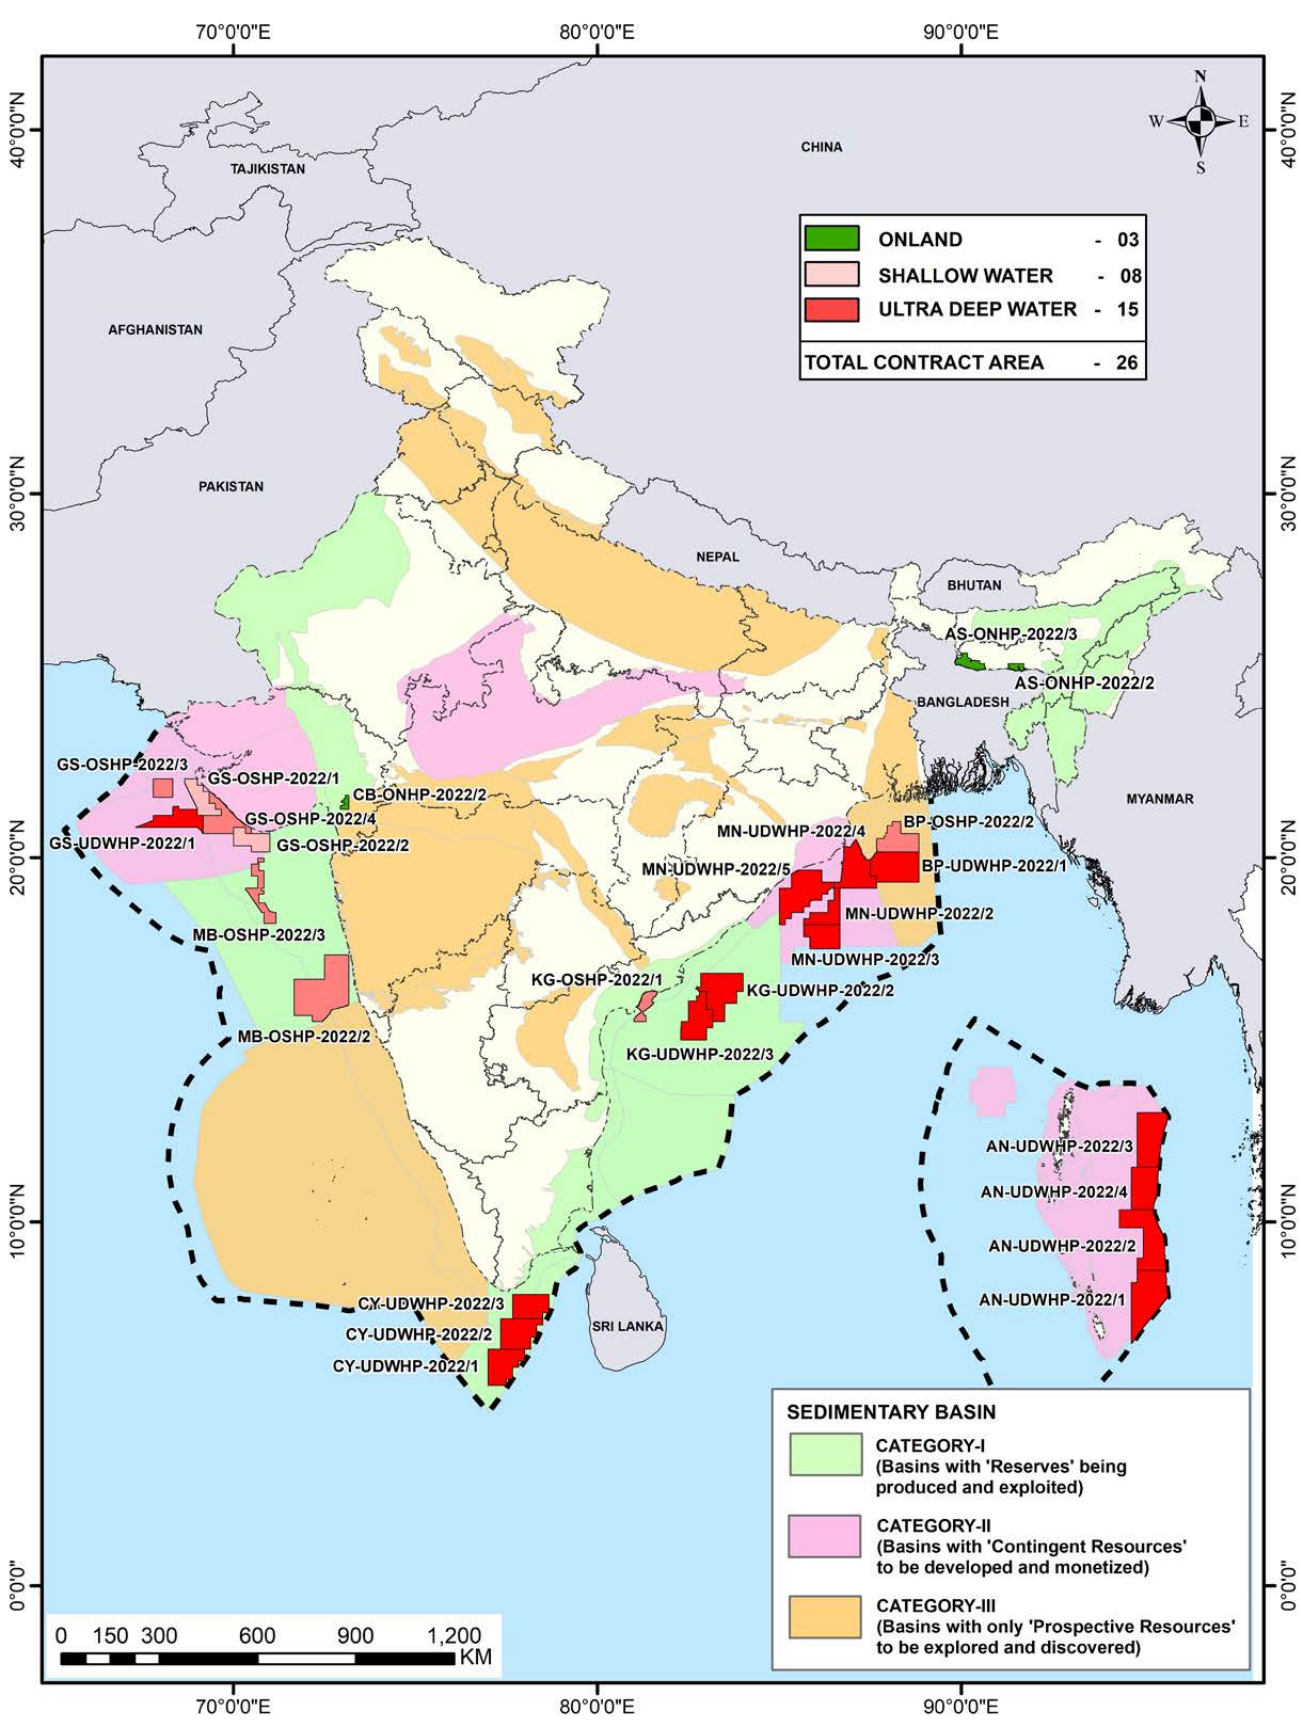 70°0'0"E 80°0'0"E 90°0'0"E
40°0'0"N
40°0'0"N
N
W E
S
CHINA
TAJIKISTAN
ONLAND - 03
SHALLOW WATER - 08
ULTRA DEEP WATER - 15
TOTAL CONTRACT AREA - 26
AFGHANISTAN
PAKISTAN
30°0'0"N
30°0'0"N
NEPAL
BHUTAN
AS-ONHP-2022/3
AS-ONHP-2022/2
BANGLADESH
MYANMAR
GS-OSHP-2022/3
GS-OSHP-2022/1
CB-ONHP-2022/2
GS-OSHP-2022/4
GS-UDWHP-2022/1
GS-OSHP-2022/2
MN-UDWHP-2022/4
BP-OSHP-2022/2
20°0'0"N
20°0'0"N
MN-UDWHP-2022/5
BP-UDWHP-2022/1
MN-UDWHP-2022/2
MB-OSHP-2022/3
MN-UDWHP-2022/3
KG-OSHP-2022/1
KG-UDWHP-2022/2
MB-OSHP-2022/2
KG-UDWHP-2022/3
AN-UDWHP-2022/3
AN-UDWHP-2022/4
10°0'0"N
10°0'0"N
AN-UDWHP-2022/2
AN-UDWHP-2022/1
CY-UDWHP-2022/3
CY-UDWHP-2022/2
CY-UDWHP-2022/1
SRI LANKA
SEDIMENTARY BASIN
CATEGORY-I
(Basins with 'Reserves' being
produced and exploited)
CATEGORY-II
(Basins with 'Contingent Resources'
to be developed and monetized)
CATEGORY-III
(Basins with only 'Prospective Resources'
to be explored and discovered)
0°0'0"
0°0'0"
0 150 300 600 900 1,200
KM
70°0'0"E 80°0'0"E 90°0'0"E